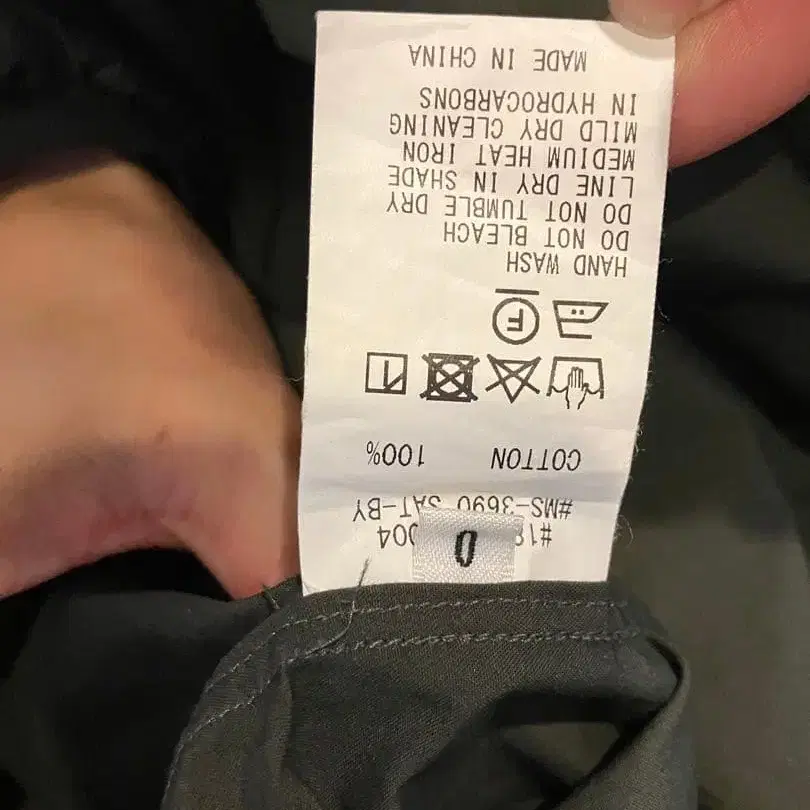 0
#MS-3690 SAT-BY
COTTON 100%
F
HAND WASH
DO NOT BLEACH
DO NOT TUMBLE DRY
LINE DRY IN SHADE
MEDIUM HEAT IRON
MILD DRY CLEANING
IN HYDROCARBONS
MADE IN CHINA